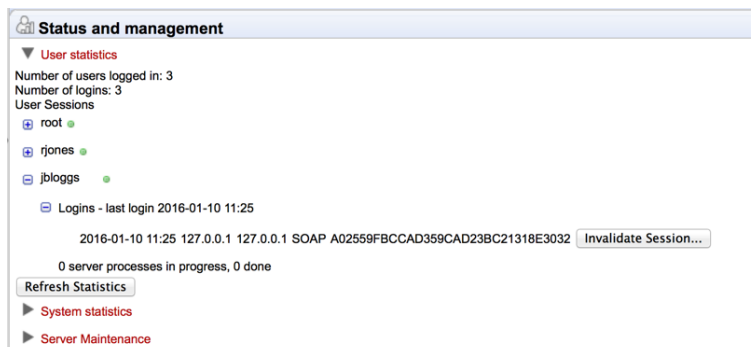 Status and management
User statistics
Number of users logged in: 3
Number of logins: 3
User Sessions
root
rjones
jbloggs
Logins - last login 2016-01-10 11:25
2016-01-10 11:25 127.0.0.1 127.0.0.1 SOAP A02559FBCCAD359CAD23BC21318E3032 Invalidate Session...
0 server processes in progress, 0 done
Refresh Statistics
System statistics
Server Maintenance